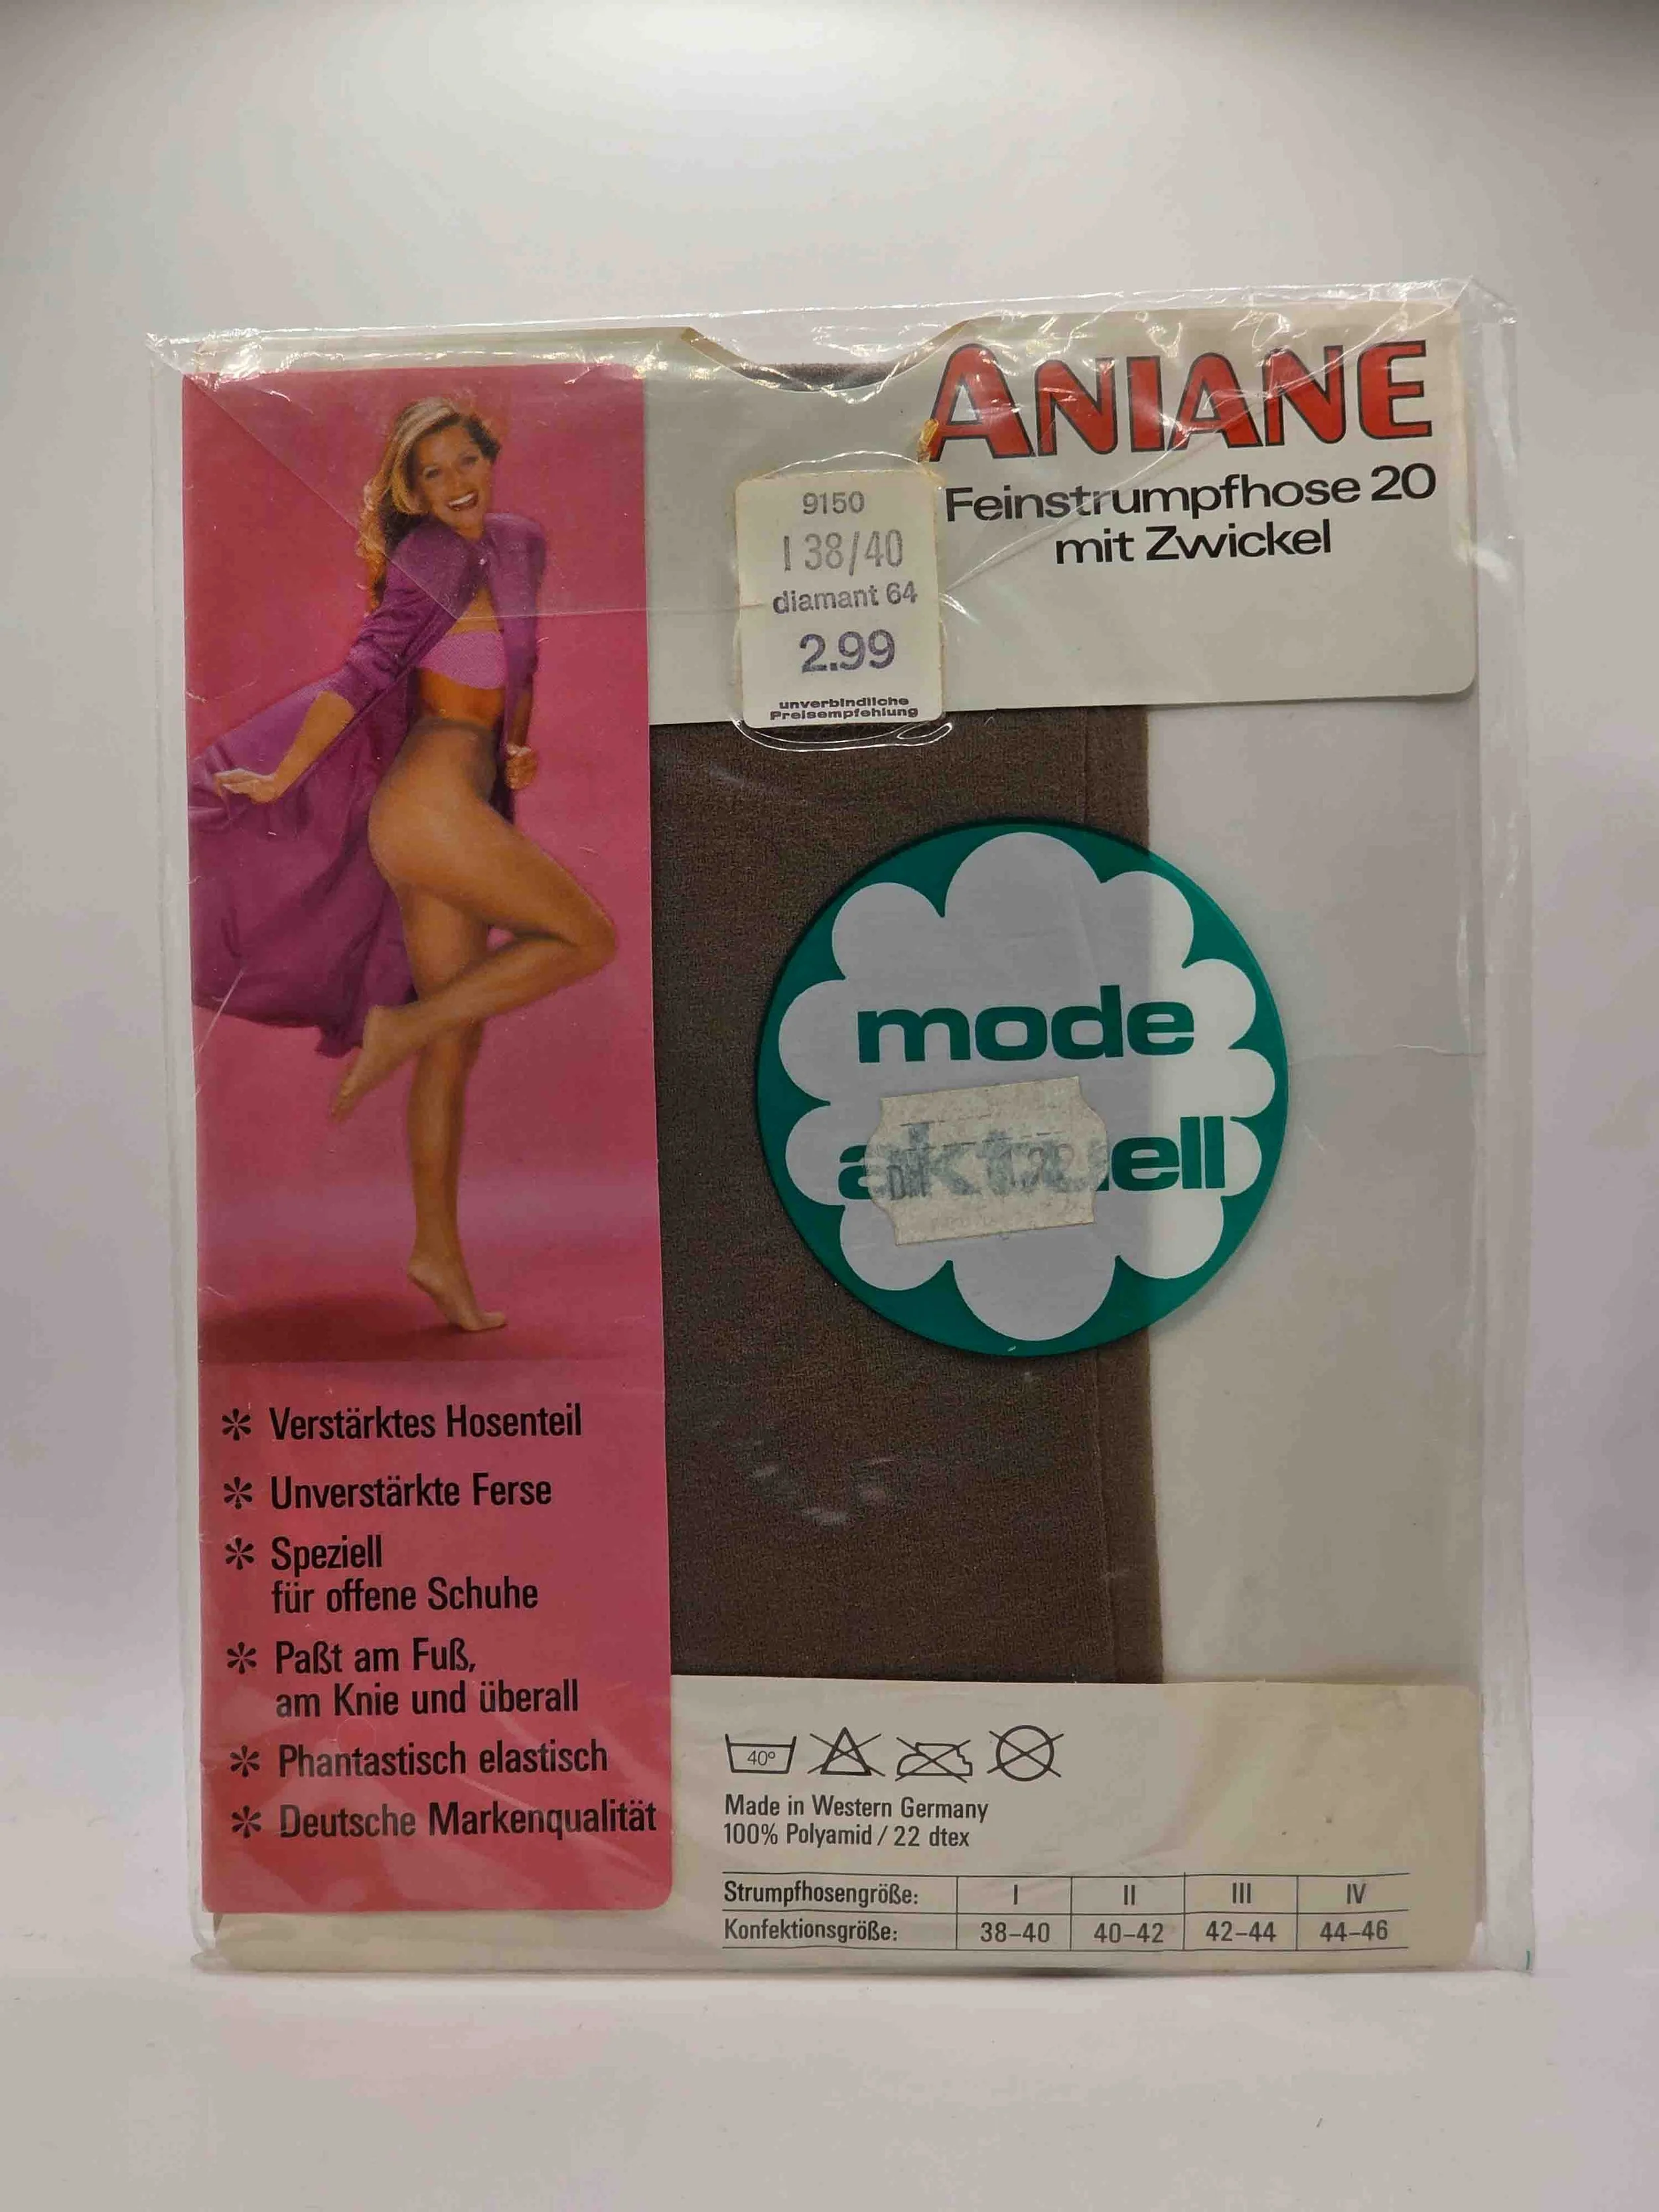 ANIANE
Feinstrumpfhose 20
mit Zwickel
9150
I 38/40
diamant 64
2.99
unverbindliche
Preisempfehlung
mode
aktuell
DM
* Verstärktes Hosenteil
* Unverstärkte Ferse
* Speziell
für offene Schuhe
* Paßt am Fuß,
am Knie und überall
* Phantastisch elastisch
* Deutsche Markenqualität
40°
Made in Western Germany
100% Polyamid / 22 dtex
Strumpfhosengröße: I II III IV
Konfektionsgröße: 38–40 40–42 42–44 44–46